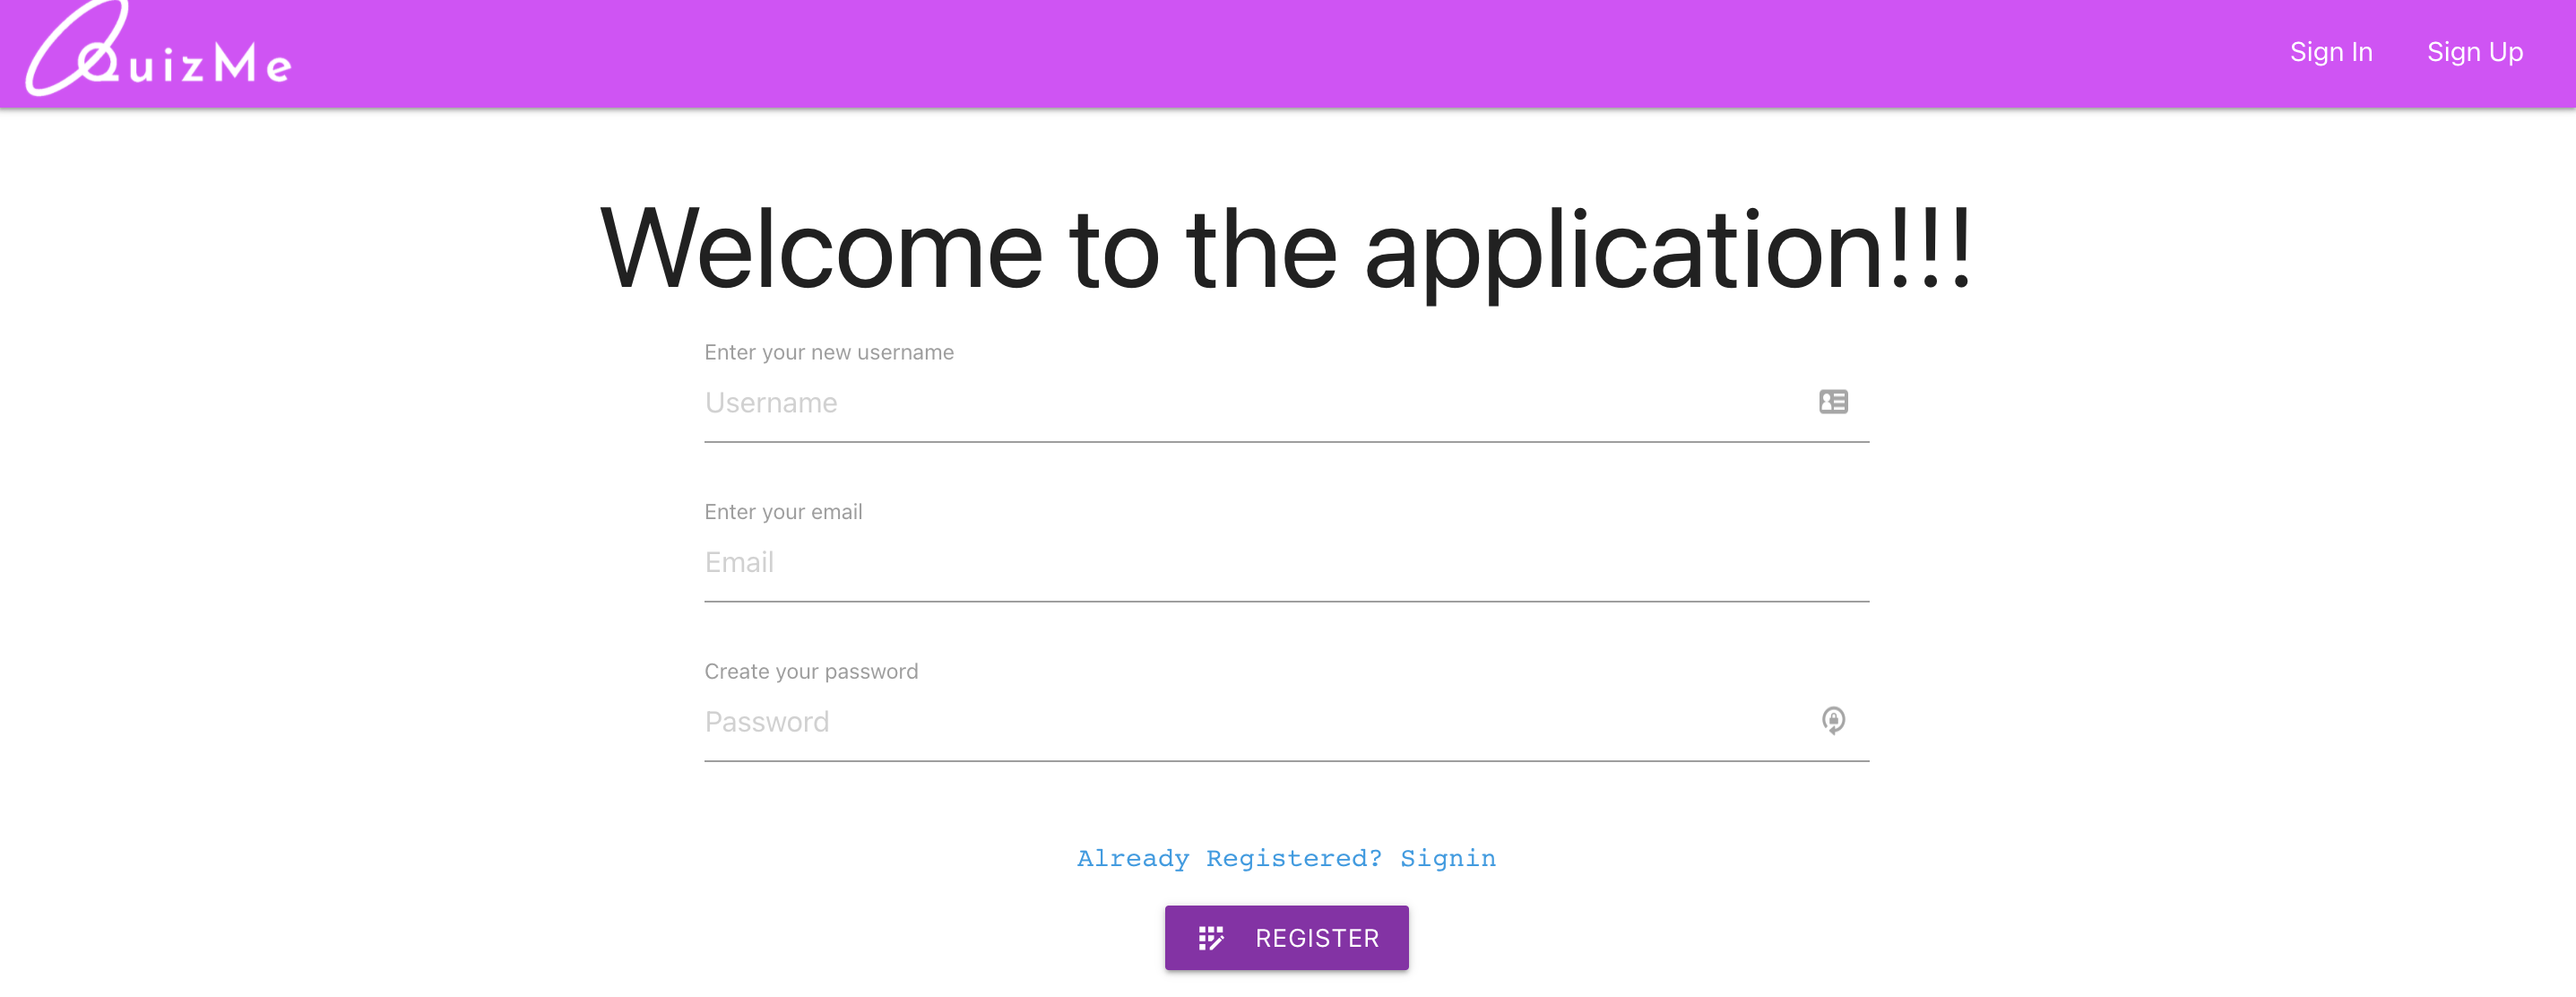 QuizMe
Sign In
Sign Up
Welcome to the application!!!
Enter your new username
Username
Enter your email
Email
Create your password
Password
Already Registered? Signin
REGISTER